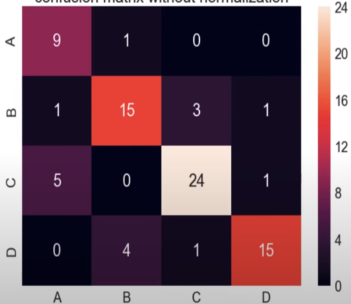 confusion matrix without normalization
A 9 1 0 0
B 1 15 3 1
C 5 0 24 1
D 0 4 1 15
A B C D
24
20
16
12
8
4
0